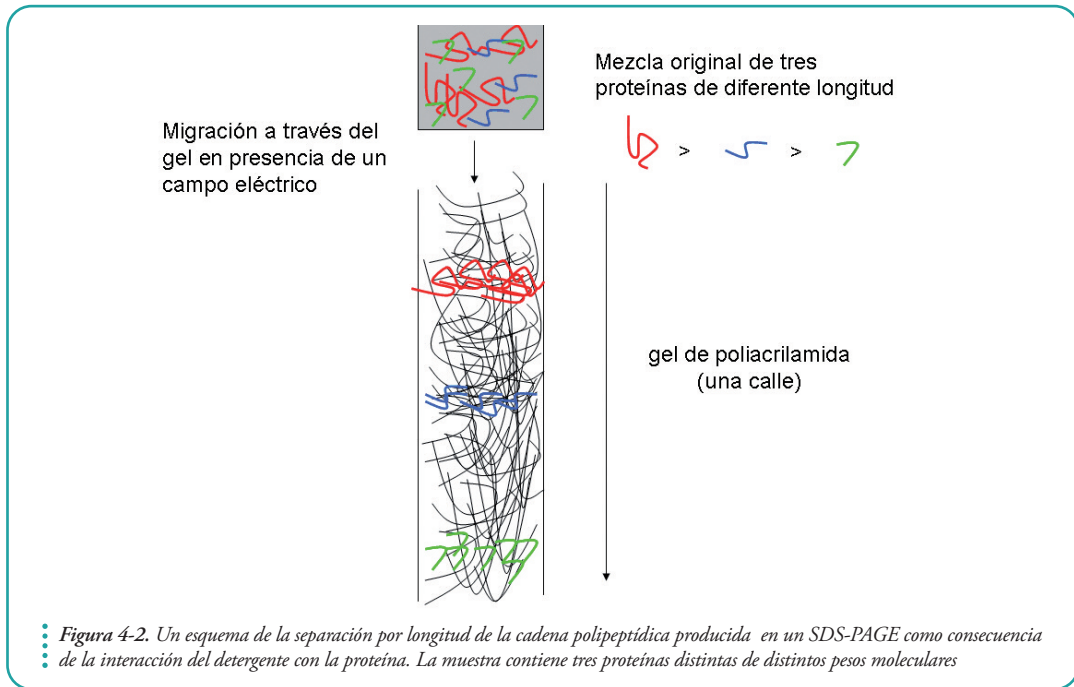 Mezcla original de tres
proteínas de diferente longitud
> >
Migración a través del
gel en presencia de un
campo eléctrico
gel de poliacrilamida
(una calle)
Figura 4-2. Un esquema de la separación por longitud de la cadena polipeptídica producida en un SDS-PAGE como consecuencia
de la interacción del detergente con la proteína. La muestra contiene tres proteínas distintas de distintos pesos moleculares